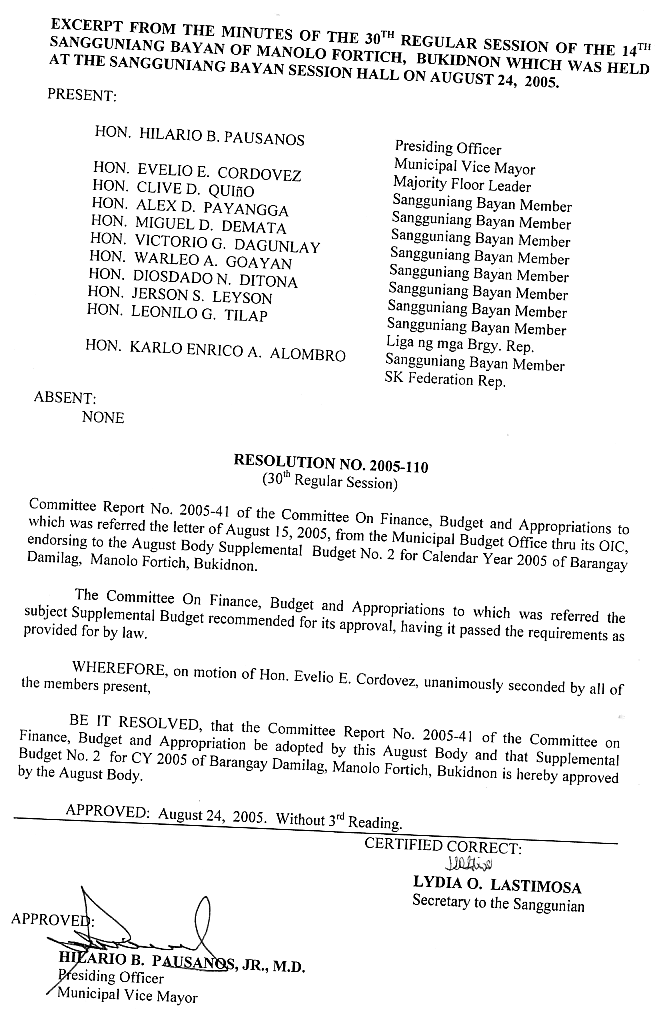 EXCERPT FROM THE MINUTES OF THE 30TH REGULAR SESSION OF THE 14TH
SANGGUNIANG BAYAN OF MANOLO FORTICH, BUKIDNON WHICH WAS HELD
AT THE SANGGUNIANG BAYAN SESSION HALL ON AUGUST 24, 2005.
PRESENT:
HON. HILARIO B. PAUSANOS Presiding Officer
Municipal Vice Mayor
HON. EVELIO E. CORDOVEZ Majority Floor Leader
HON. CLIVE D. QUIñO Sangguniang Bayan Member
HON. ALEX D. PAYANGGA Sangguniang Bayan Member
HON. MIGUEL D. DEMATA Sangguniang Bayan Member
HON. VICTORIO G. DAGUNLAY Sangguniang Bayan Member
HON. WARLEO A. GOAYAN Sangguniang Bayan Member
HON. DIOSDADO N. DITONA Sangguniang Bayan Member
HON. JERSON S. LEYSON Sangguniang Bayan Member
HON. LEONILO G. TILAP Sangguniang Bayan Member
Liga ng mga Brgy. Rep.
HON. KARLO ENRICO A. ALOMBRO Sangguniang Bayan Member
SK Federation Rep.
ABSENT:
NONE
RESOLUTION NO. 2005-110
(30th Regular Session)
Committee Report No. 2005-41 of the Committee On Finance, Budget and Appropriations to
which was referred the letter of August 15, 2005, from the Municipal Budget Office thru its OIC,
endorsing to the August Body Supplemental Budget No. 2 for Calendar Year 2005 of Barangay
Damilag, Manolo Fortich, Bukidnon.
The Committee On Finance, Budget and Appropriations to which was referred the
subject Supplemental Budget recommended for its approval, having it passed the requirements as
provided for by law.
WHEREFORE, on motion of Hon. Evelio E. Cordovez, unanimously seconded by all of
the members present,
BE IT RESOLVED, that the Committee Report No. 2005-41 of the Committee on
Finance, Budget and Appropriation be adopted by this August Body and that Supplemental
Budget No. 2 for CY 2005 of Barangay Damilag, Manolo Fortich, Bukidnon is hereby approved
by the August Body.
APPROVED: August 24, 2005. Without 3rd Reading.
CERTIFIED CORRECT:
LYDIA O. LASTIMOSA
Secretary to the Sanggunian
APPROVED:
HILARIO B. PAUSANOS, JR., M.D.
Presiding Officer
Municipal Vice Mayor